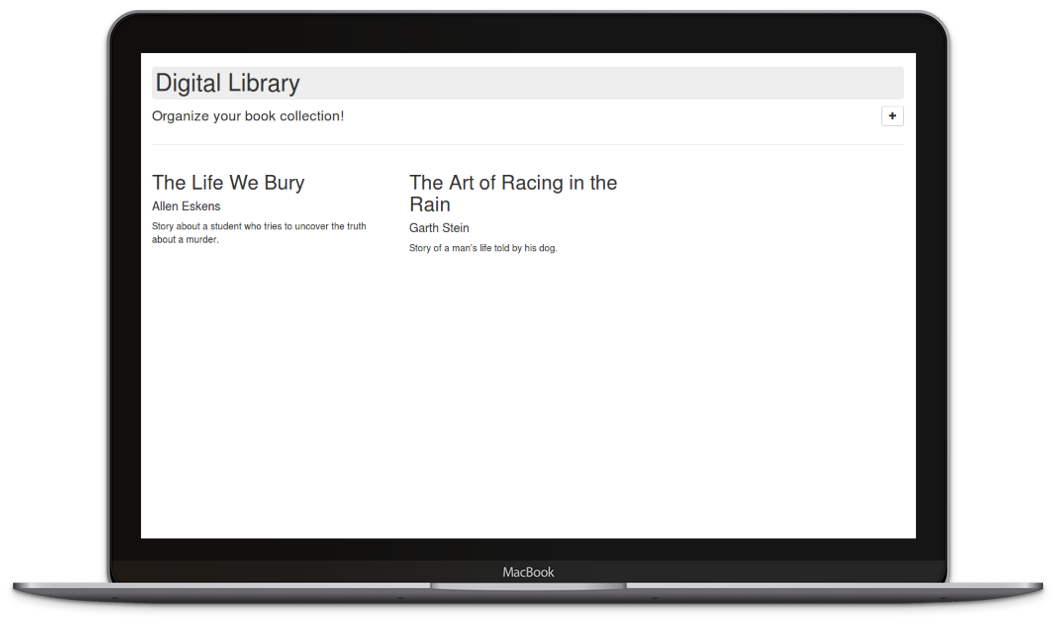 Digital Library
Organize your book collection!
+
The Life We Bury
Allen Eskens
Story about a student who tries to uncover the truth
about a murder.
The Art of Racing in the
Rain
Garth Stein
Story of a man's life told by his dog.
MacBook